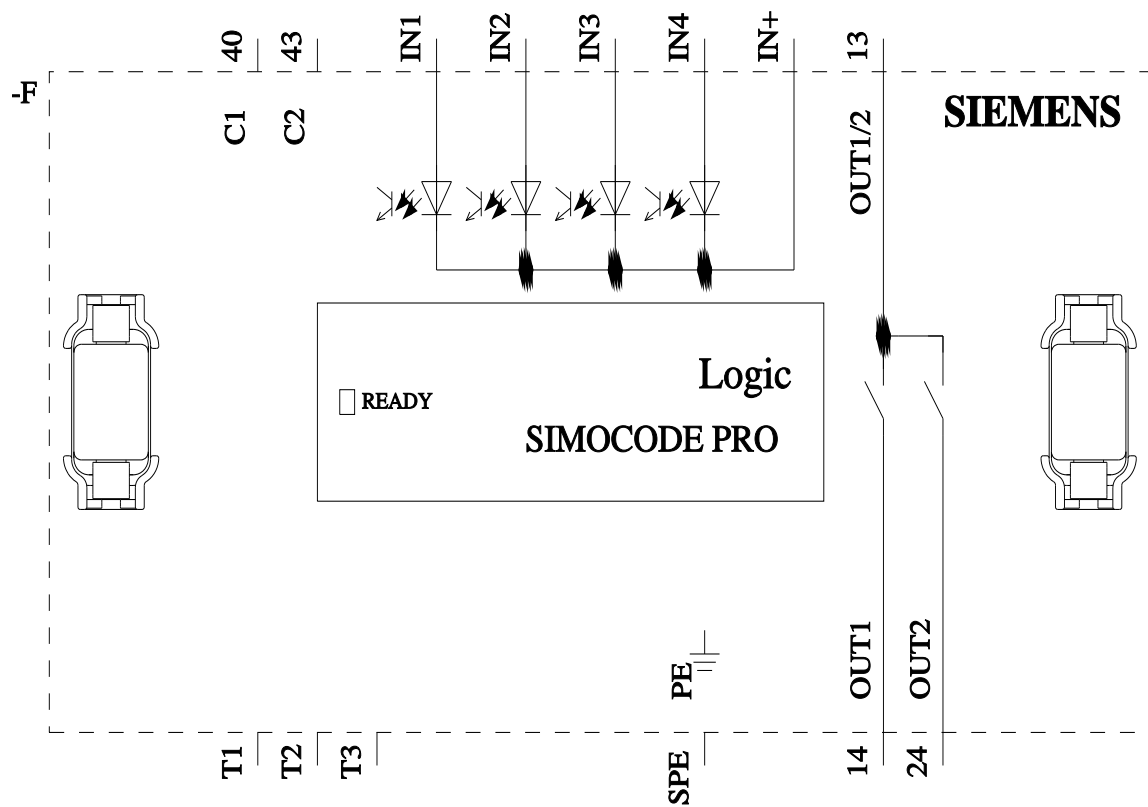 40
43
IN1
IN2
IN3
IN4
IN+
13
-F
C1
C2
OUT1/2
SIEMENS
Logic
READY
SIMOCODE PRO
PE
OUT1
OUT2
T1
T2
T3
SPE
14
24